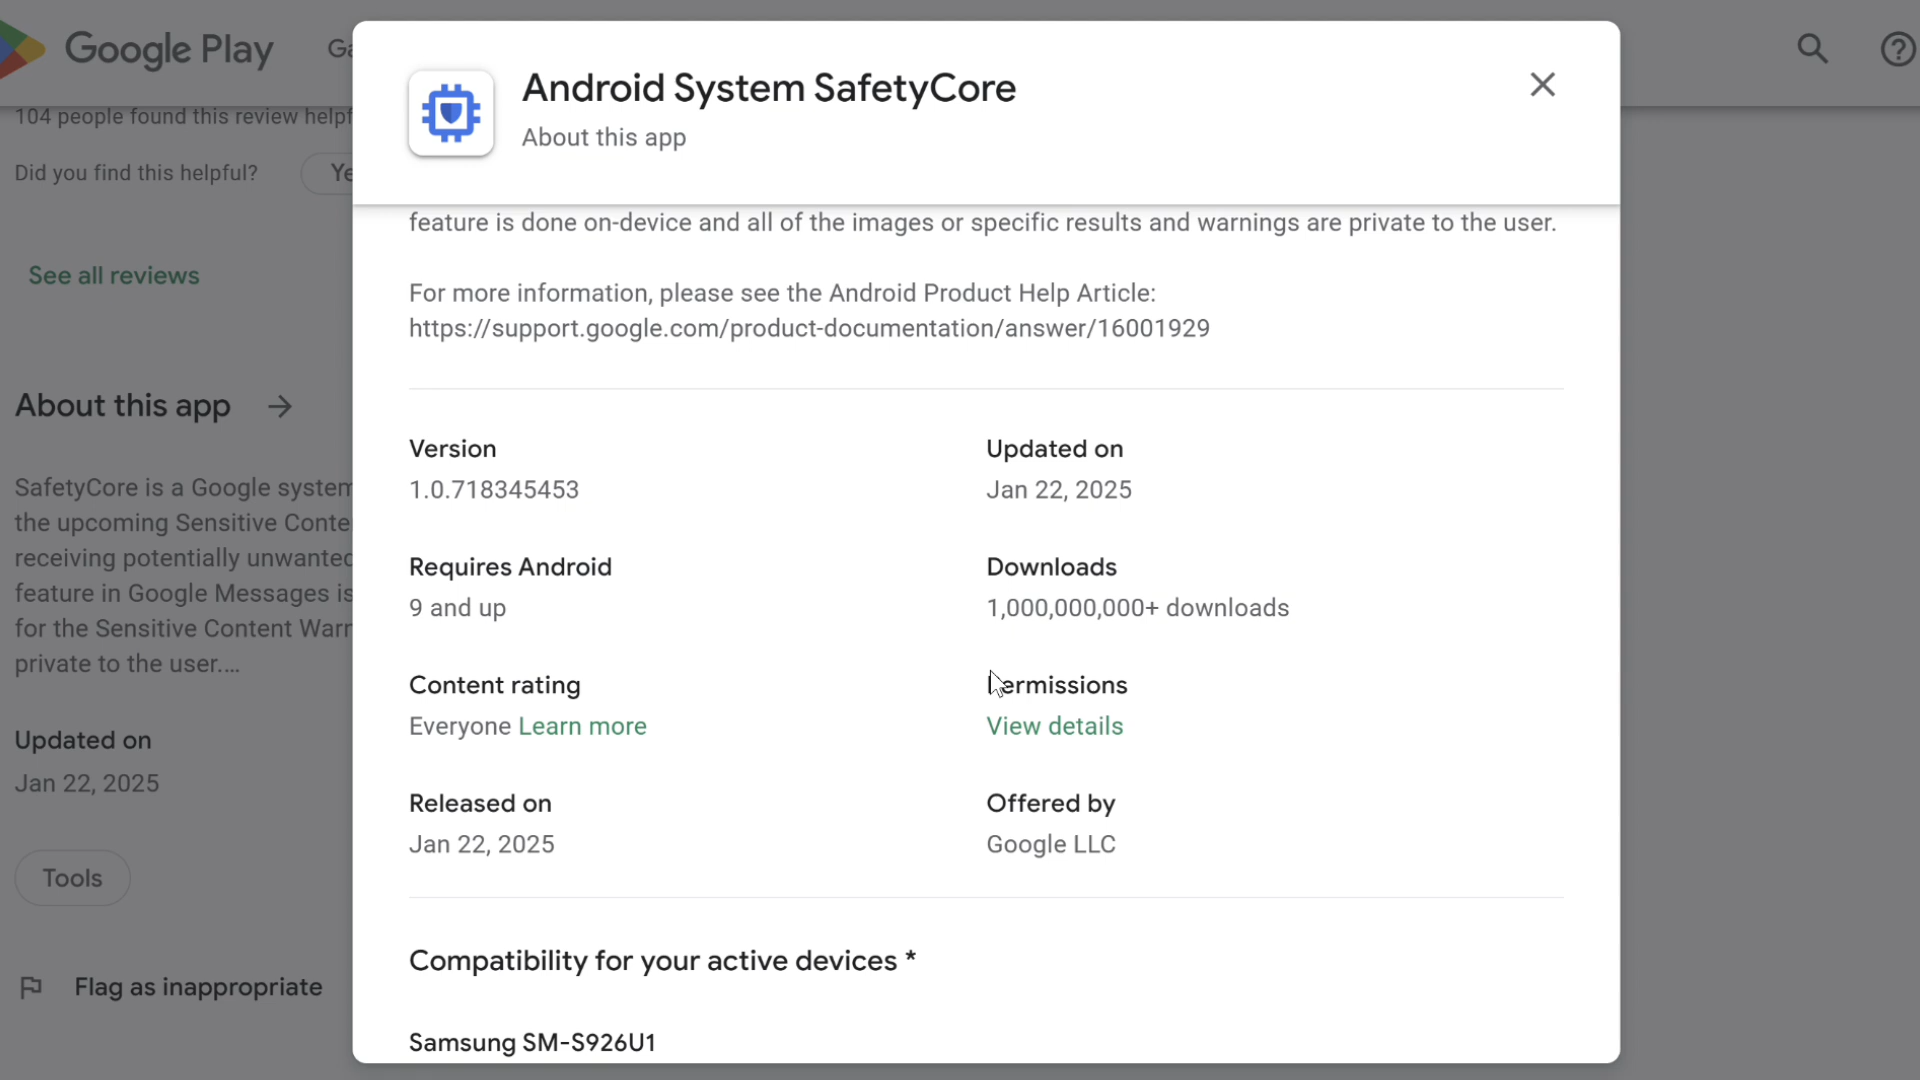 Google Play
104 people found this review
Did you find this helpful?
See all reviews
About this app
SafetyCore is a Google system
the upcoming Sensitive
receiving potentially unwanted
feature in Google Messages is
for the Sensitive Content
private to the user....
Updated on
Jan 22, 2025
Tools
Flag as inappropriate
Android System SafetyCore
About this app
feature is done on-device and all of the images or specific results and warnings are private to the user.
For more information, please see the Android Product Help Article:
https://support.google.com/product-documentation/answer/16001929
Version
1.0.718345453
Updated on
Jan 22, 2025
Requires Android
9 and up
Downloads
1,000,000,000+ downloads
Content rating
Everyone Learn more
Permissions
View details
Released on
Jan 22, 2025
Offered by
Google LLC
Compatibility for your active devices *
Samsung SM-S926U1